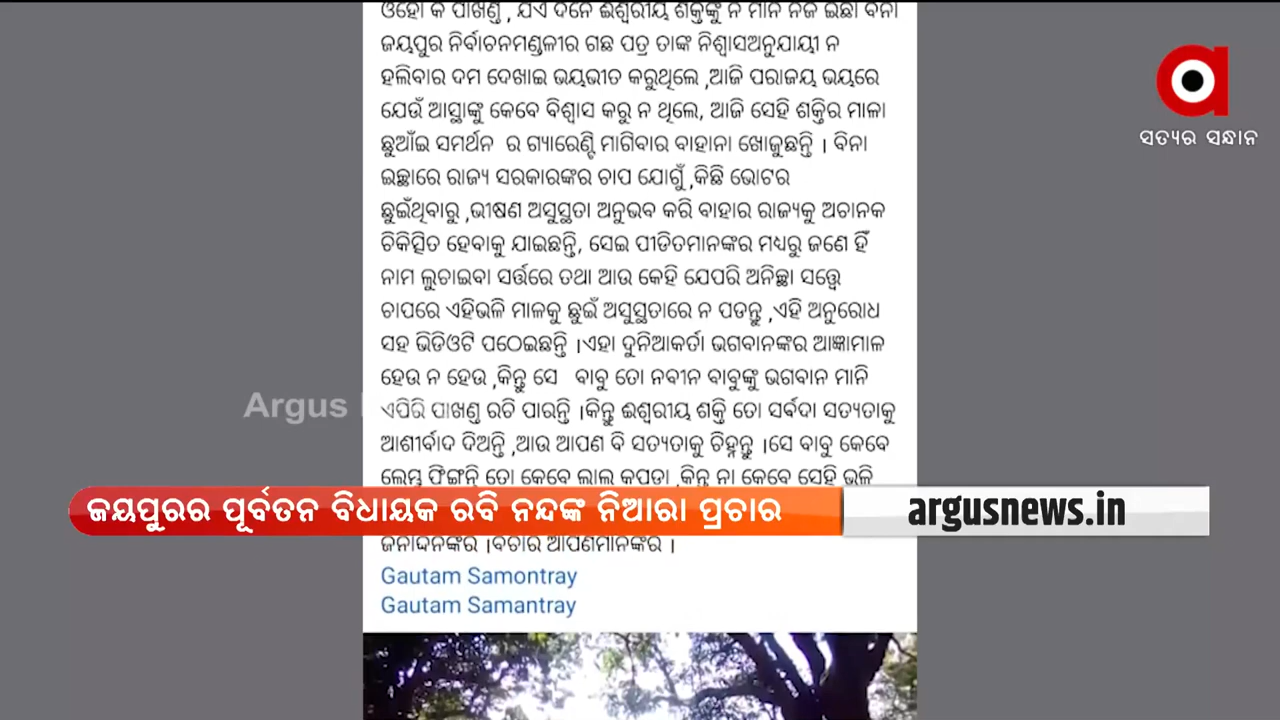 ଓହୋ କି ପାଖଣ୍ଡ , ଯିଏ ଦିନେ ଈଶ୍ୱରୀୟ ଶକ୍ତିଙ୍କୁ ନ ମାନି ନିଜ ଇଛା ବିନା
ଜୟପୁର ନିର୍ବାଚନମଣ୍ଡଳୀର ଗଛ ପତ୍ର ତାଙ୍କ ନିଶ୍ୱାସଅନୁଯାୟୀ ନ
ହଲିବାର ଦମ ଦେଖାଇ ଭୟଭୀତ କରୁଥିଲେ ,ଆଜି ପରାଜୟ ଭୟରେ
ଯେଉଁ ଆସ୍ଥାଙ୍କୁ କେବେ ବିଶ୍ୱାସ କରୁ ନ ଥିଲେ, ଆଜି ସେହି ଶକ୍ତିର ମାଳା
ଛୁଆଁଇ ସମର୍ଥନ ର ଗ୍ୟାରେଣ୍ଟି ମାଗିବାର ବାହାନା ଖୋଜୁଛନ୍ତି । ବିନା
ଇଚ୍ଛାରେ ରାଜ୍ୟ ସରକାରଙ୍କର ଚାପ ଯୋଗୁଁ ,କିଛି ଭୋଟର
ଛୁଇଁଥିବାରୁ ,ଭୀଷଣ ଅସୁସ୍ଥତା ଅନୁଭବ କରି ବାହାର ରାଜ୍ୟକୁ ଅଚାନକ
ଚିକିତ୍ସିତ ହେବାକୁ ଯାଇଛନ୍ତି, ସେଇ ପୀଡିତମାନଙ୍କର ମଧ୍ୟରୁ ଜଣେ ହିଁ
ନାମ ଲୁଚାଇବା ସର୍ତ୍ତରେ ତଥା ଆଉ କେହି ଯେପରି ଅନିଚ୍ଛା ସତ୍ତ୍ୱେ
ଚାପରେ ଏହିଭଳି ମାଳକୁ ଛୁଇଁ ଅସୁସ୍ଥତାରେ ନ ପଡନ୍ତୁ ,ଏହି ଅନୁରୋଧ
ସହ ଭିଡିଓଟି ପଠେଇଛନ୍ତି ।ଏହା ଦୁନିଆକର୍ତା ଭଗବାନଙ୍କର ଆଜ୍ଞାମାଳ
ହେଉ ନ ହେଉ ,କିନ୍ତୁ ସେ ବାବୁ ତୋ ନବୀନ ବାବୁଙ୍କୁ ଭଗବାନ ମାନି
ଏପିରି ପାଖଣ୍ଡ ରଚି ପାରନ୍ତି ।କିନ୍ତୁ ଈଶ୍ୱରୀୟ ଶକ୍ତି ତୋ ସର୍ବଦା ସତ୍ୟତାକୁ
ଆଶୀର୍ବାଦ ଦିଅନ୍ତି ,ଆଉ ଆପଣ ବି ସତ୍ୟତାକୁ ଚିହ୍ନନ୍ତୁ ।ସେ ବାବୁ କେବେ
ଲେମ୍ବୁ ଫିଙ୍ଗନ୍ତି ତୋ କେବେ ଲାଲ କପଡା ,କିନ୍ତୁ ନା କେବେ ସେହି ଭଳି
ଜନାର୍ଦ୍ଦନଙ୍କର ।ବିଚାର ଆପଣମାନଙ୍କର ।
Gautam Samontray
Gautam Samantray
ସତ୍ୟର ସନ୍ଧାନ
Argus
ଜୟପୁରର ପୂର୍ବତନ ବିଧାୟକ ରବି ନନ୍ଦଙ୍କ ନିଆରା ପ୍ରଚାର
argusnews.in